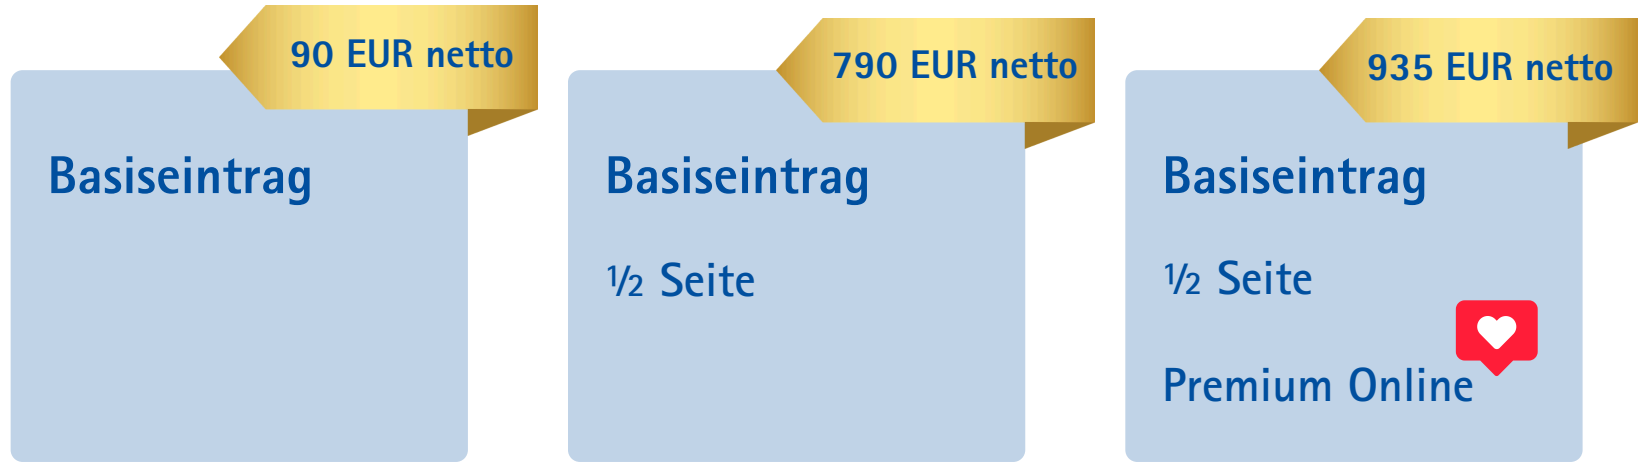 90 EUR netto
Basiseintrag
790 EUR netto
Basiseintrag
½ Seite
935 EUR netto
Basiseintrag
½ Seite
Premium Online